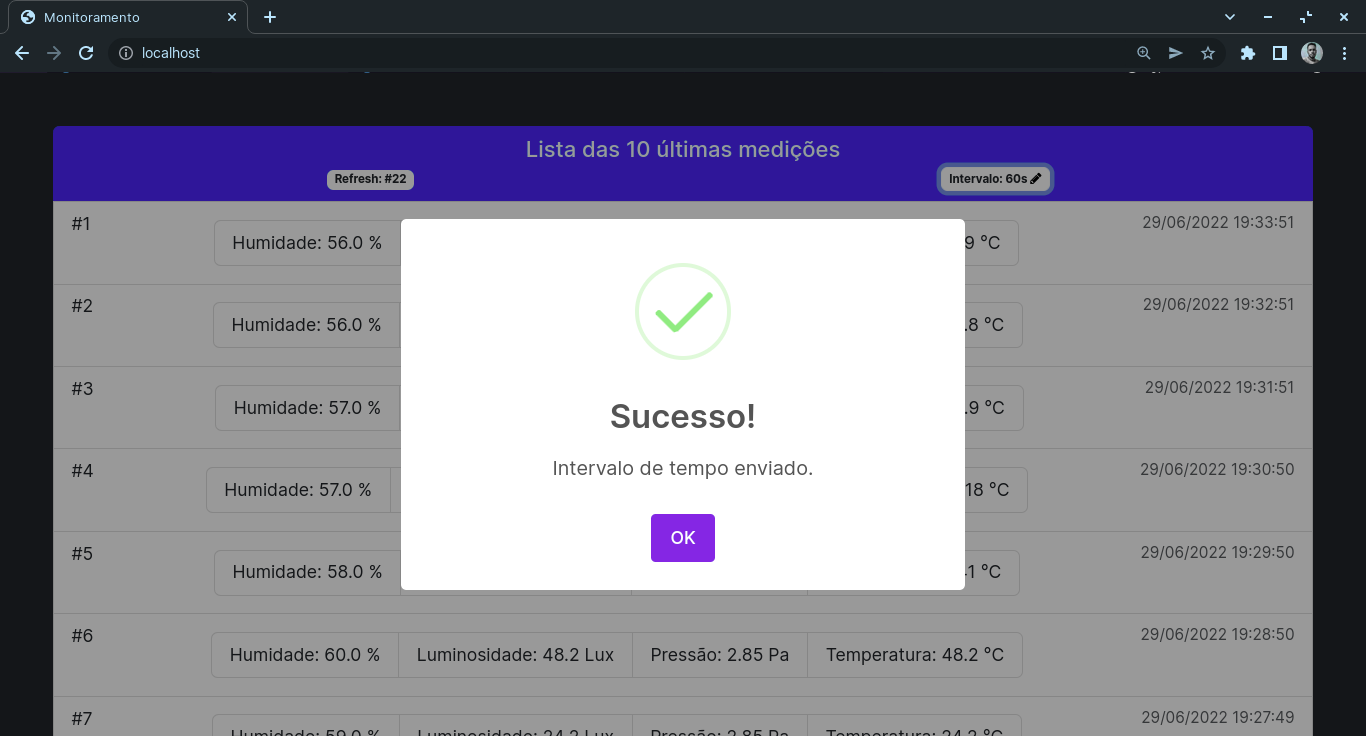 Monitoramento
localhost
Lista das 10 últimas medições
Refresh: #22 Intervalo: 60s
#1 Humidade: 56.0 % 9 °C 29/06/2022 19:33:51
#2 Humidade: 56.0 % .8 °C 29/06/2022 19:32:51
#3 Humidade: 57.0 % .9 °C 29/06/2022 19:31:51
#4 Humidade: 57.0 % 18 °C 29/06/2022 19:30:50
#5 Humidade: 58.0 % 1 °C 29/06/2022 19:29:50
Sucesso!
Intervalo de tempo enviado.
OK
#6 Humidade: 60.0 % Luminosidade: 48.2 Lux Pressão: 2.85 Pa Temperatura: 48.2 °C 29/06/2022 19:28:50
#7 Humidade: 59.0 % Luminosidade: 24.2 Lux Pressão: 2.85 Pa Temperatura: 24.2 °C 29/06/2022 19:27:49